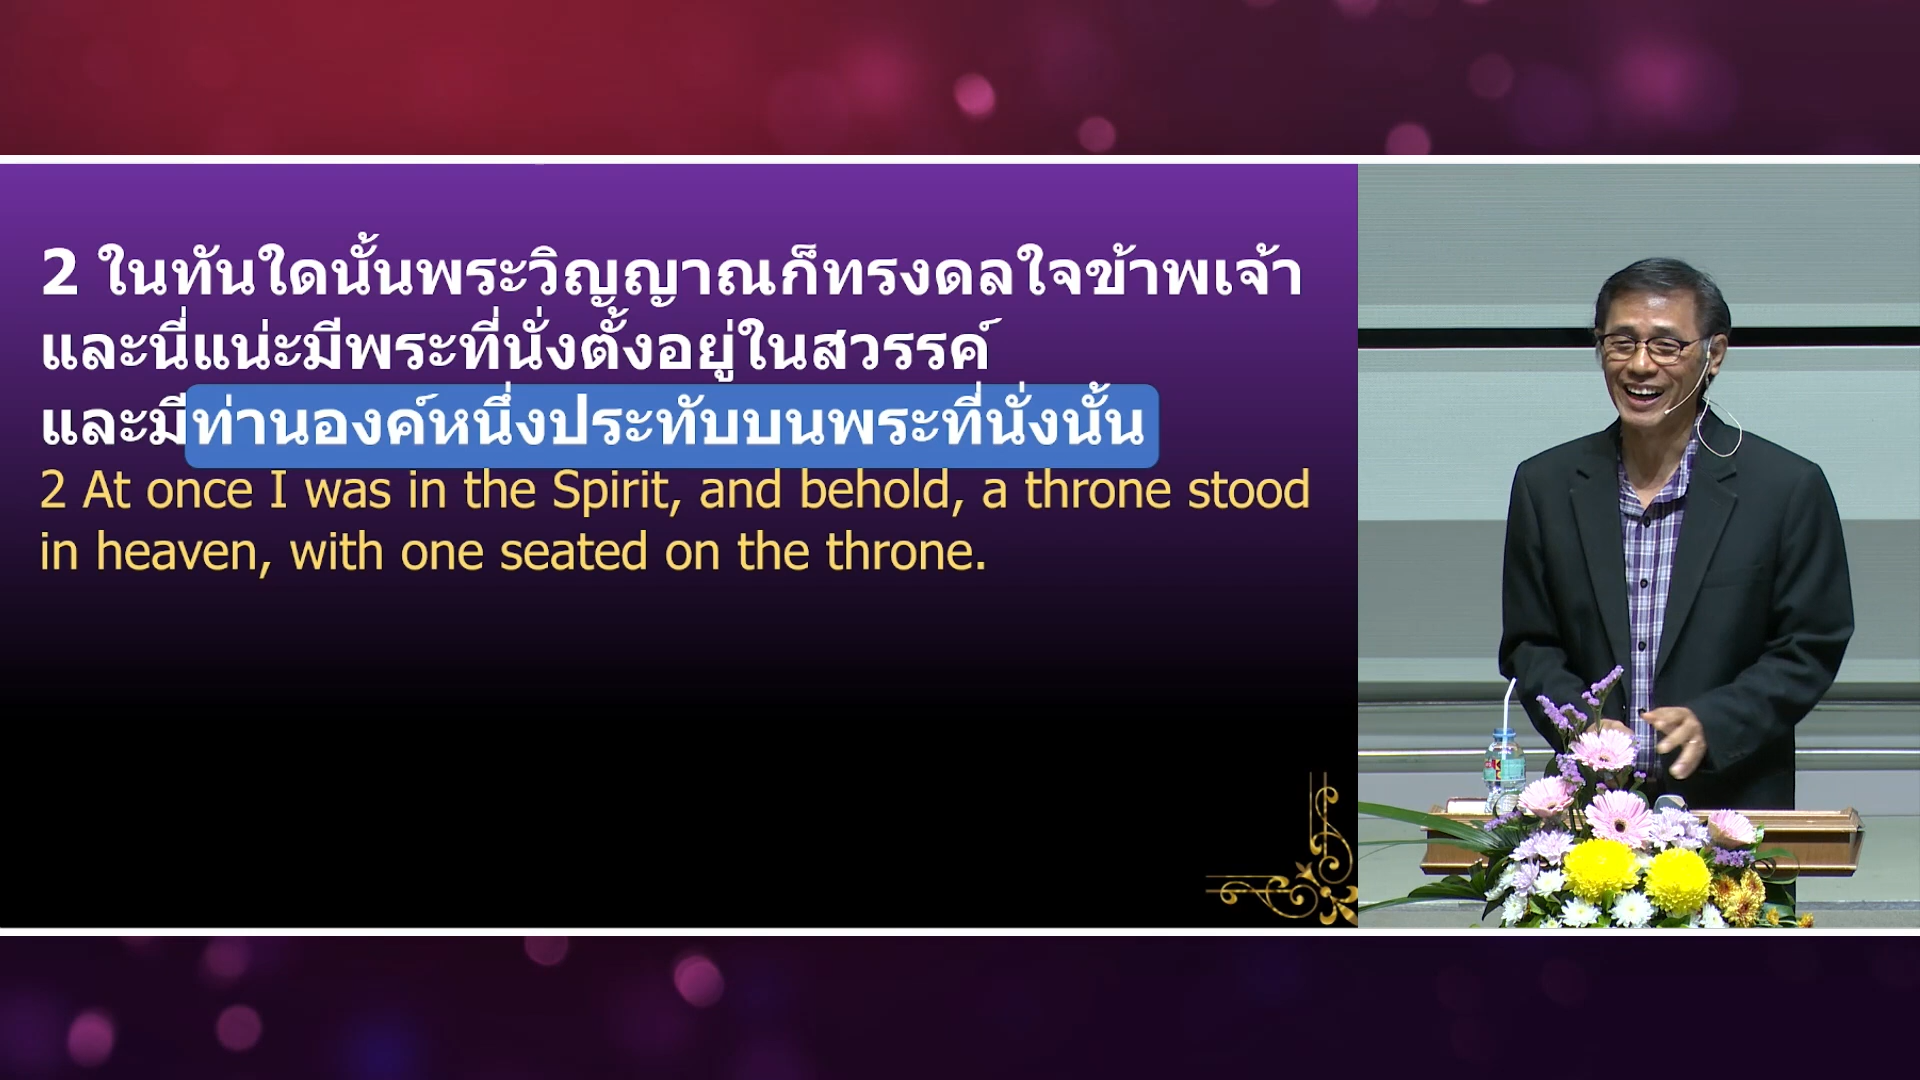 2 ในทันใดนั้นพระวิญญาณก็ทรงดลใจข้าพเจ้า
และนี่แน่ะมีพระที่นั่งตั้งอยู่ในสวรรค์
และมีท่านองค์หนึ่งประทับบนพระที่นั่งนั้น
2 At once I was in the Spirit, and behold, a throne stood
in heaven, with one seated on the throne.